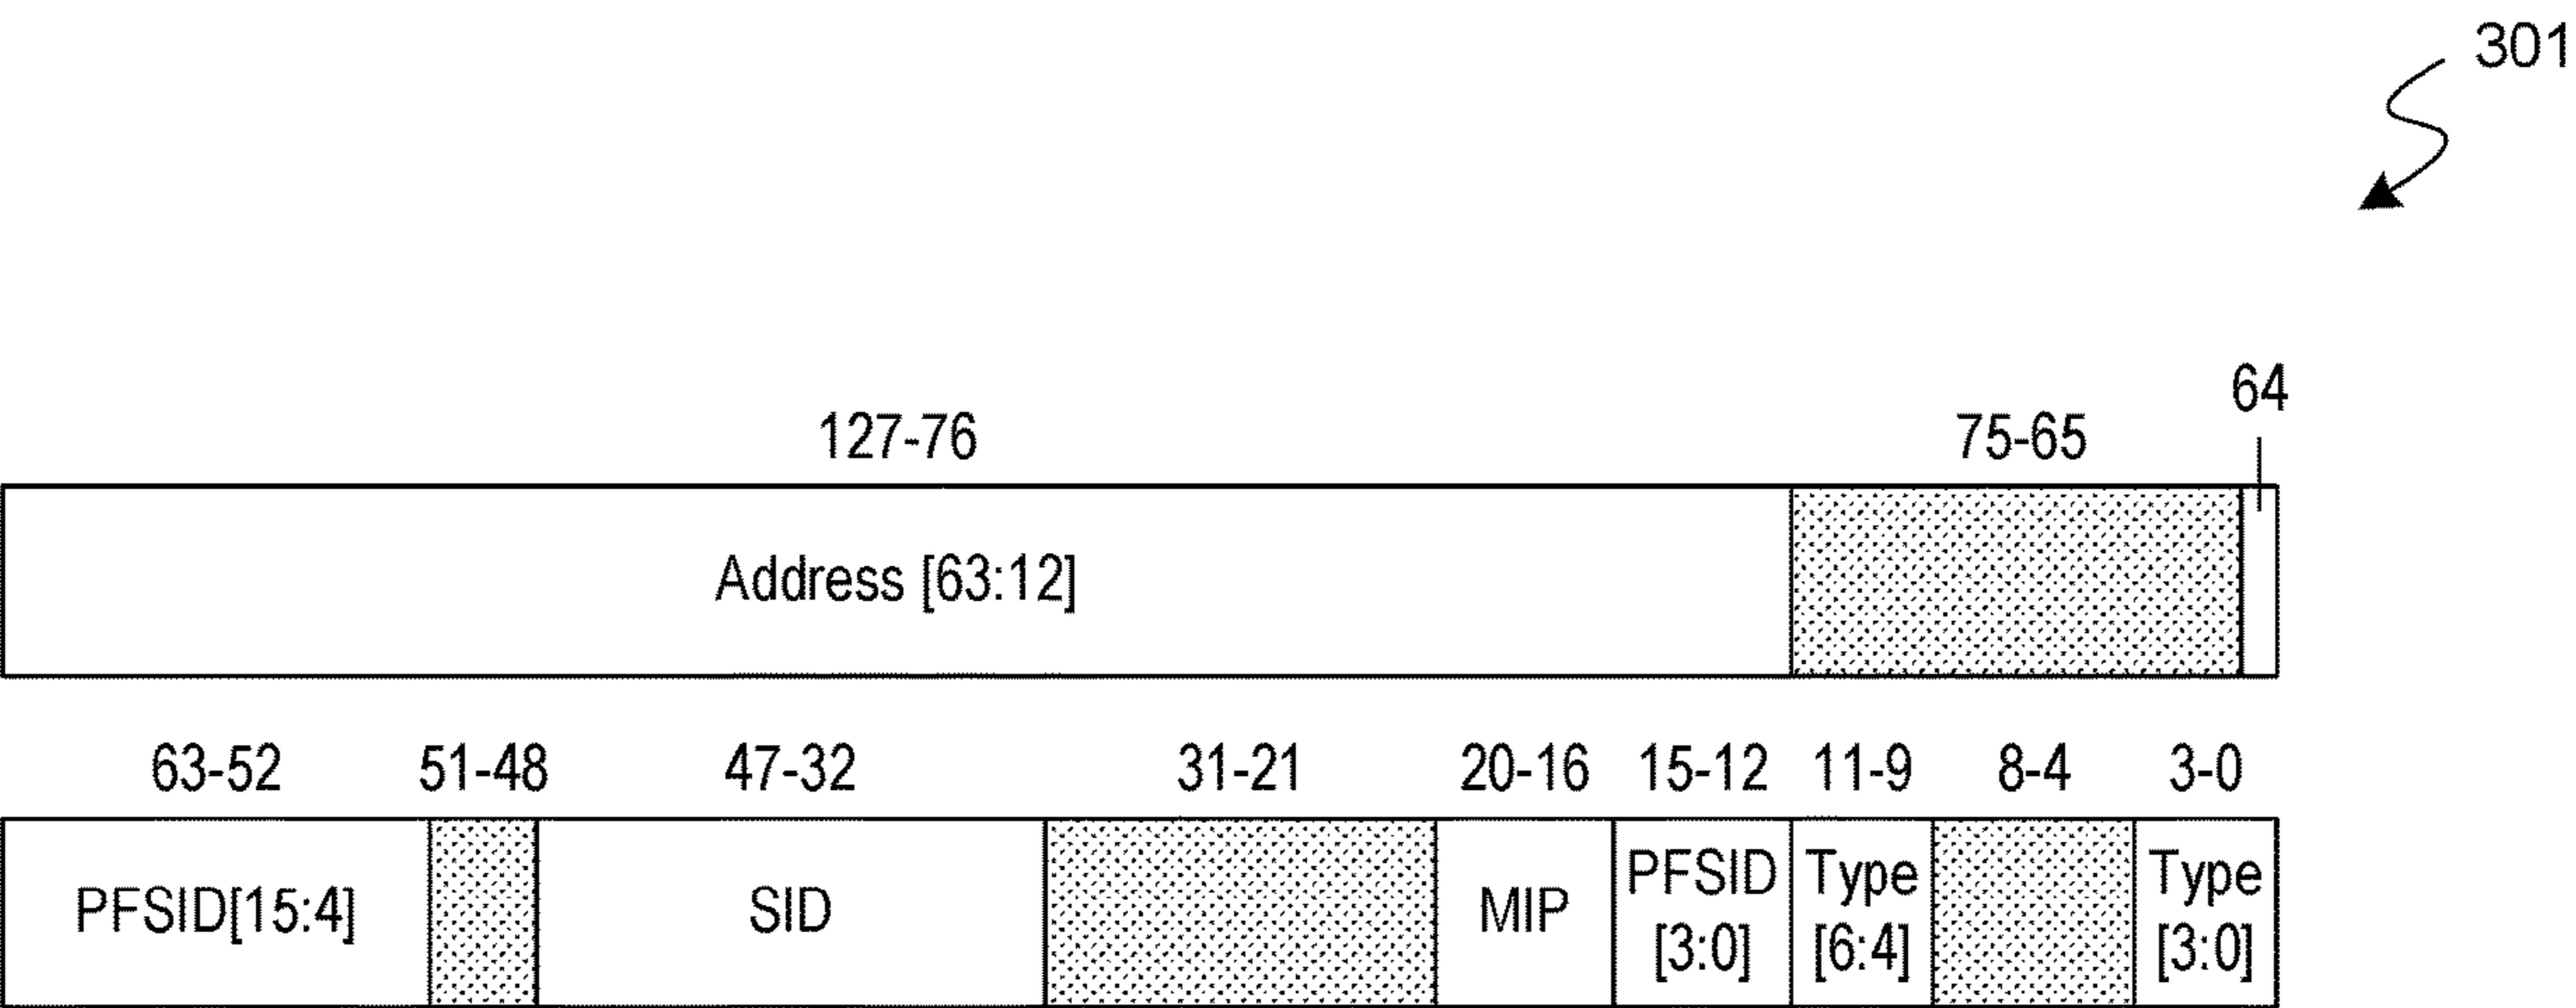 301
64
127-76 75-65
Address [63:12]
63-52 51-48 47-32 31-21 20-16 15-12 11-9 8-4 3-0
PFSID[15:4] SID MIP PFSID [3:0] Type [6:4] Type [3:0]